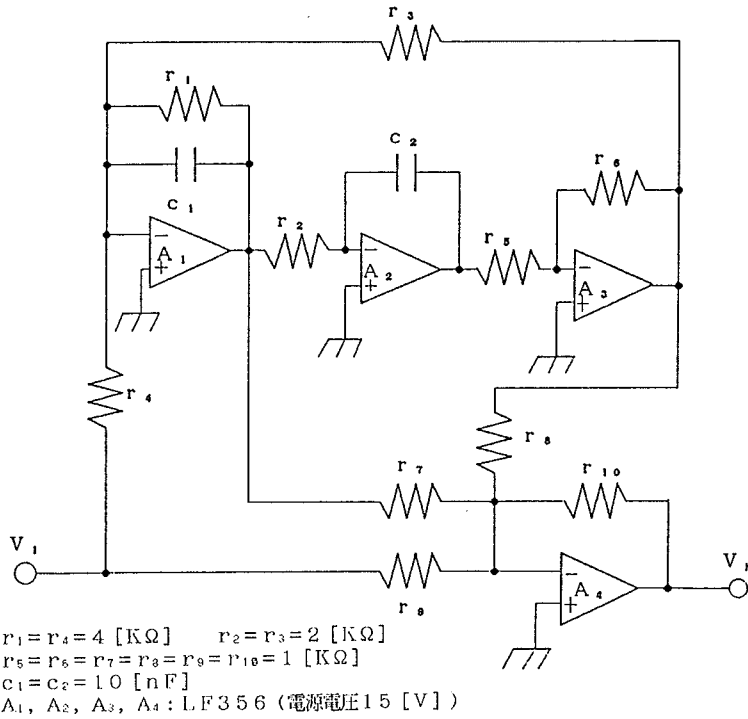 r₃
r₁
c₂
r₆
c₁
r₂
r₅
− A₁ +
− A₂ +
− A₃ +
r₄
r₈
r₇
r₁₀
V₁
r₉
− A₄ +
r₁=r₄=4 [KΩ] r₂=r₃=2 [KΩ]
r₅=r₆=r₇=r₈=r₉=r₁₀=1 [KΩ]
c₁=c₂=10 [nF]
A₁, A₂, A₃, A₄ : LF356 (電源電圧15 [V])